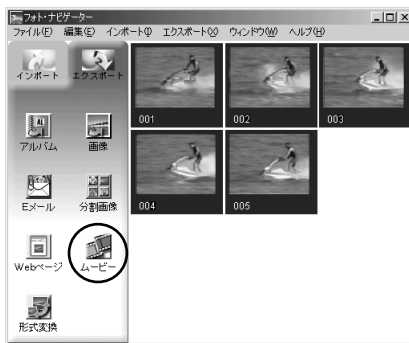 フォト・ナビゲーター
ファイル(F) 編集(E) インポート(I) エクスポート(X) ウィンドウ(W) ヘルプ(H)
インポート エクスポート
001 002 003
アルバム 画像
Eメール 分割画像
004 005
Webページ ムービー
形式変換